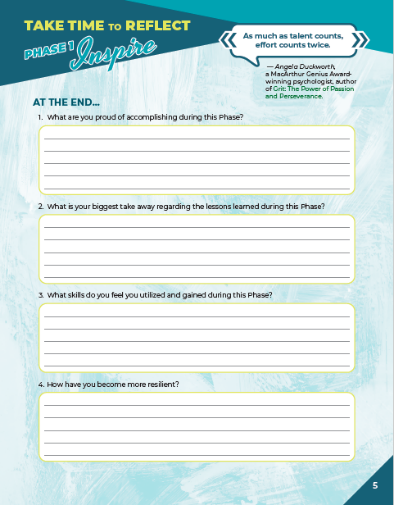 TAKE TIME TO REFLECT
PHASE 1 Inspire
As much as talent counts,
effort counts twice.
— Angela Duckworth,
a MacArthur Genius Award-
winning psychologist, author
of Grit: The Power of Passion
and Perseverance.
AT THE END...
1. What are you proud of accomplishing during this Phase?
2. What is your biggest take away regarding the lessons learned during this Phase?
3. What skills do you feel you utilized and gained during this Phase?
4. How have you become more resilient?
5